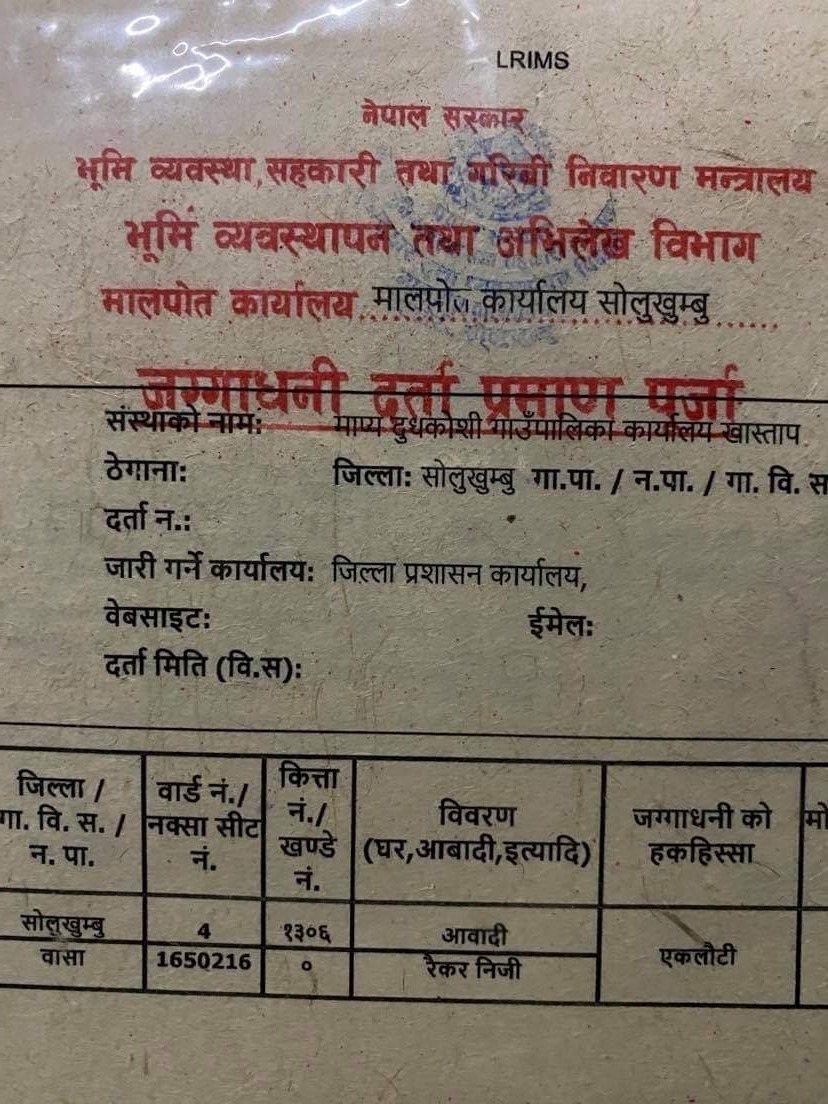 LRIMS
नेपाल सरकार
भूमि व्यवस्था,सहकारी तथा गरिबी निवारण मन्त्रालय
भूमि व्यवस्थापन तथा अभिलेख विभाग
मालपोत कार्यालय मालपोत कार्यालय सोलुखुम्बु
जग्गाधनी दर्ता प्रमाण पूर्जा
संस्थाको नाम: माप्य दुधकोशी गाउँपालिका कार्यालय खास्ताप
ठेगाना: जिल्ला: सोलुखुम्बु गा.पा. / न.पा. / गा. वि. स
दर्ता न.:
जारी गर्ने कार्यालय: जिल्ला प्रशासन कार्यालय,
वेबसाइट: ईमेल:
दर्ता मिति (वि.स):
जिल्ला / गा. वि. स. / न. पा.
वार्ड नं./ नक्सा सीट नं.
कित्ता नं./ खण्डे नं.
विवरण (घर,आबादी,इत्यादि)
जग्गाधनी को हकहिस्सा
मो
सोलुखुम्बु 4 १३०६ आवादी एकलौटी
वासा 1650216 ० रैकर निजी